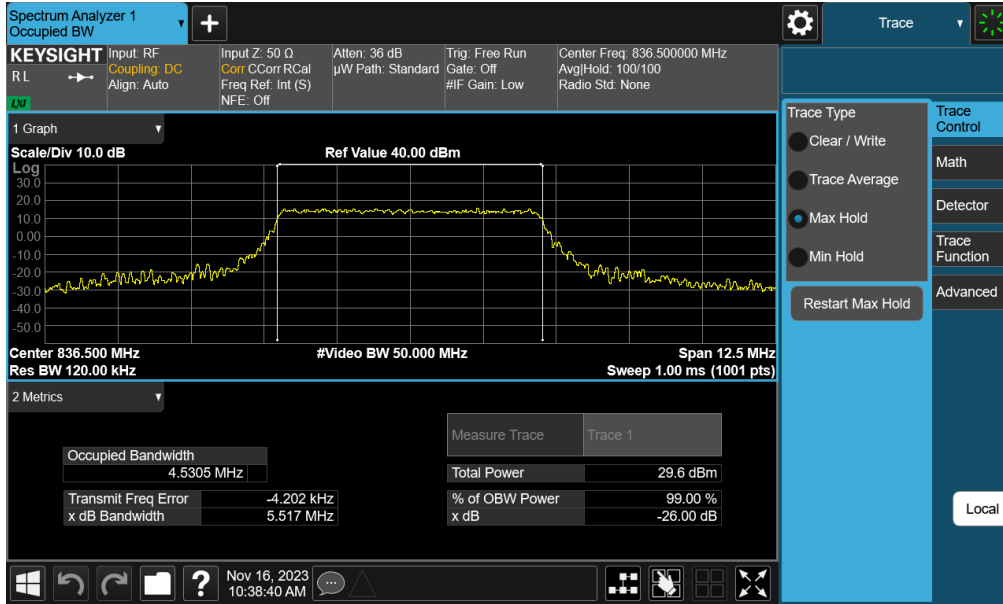 Spectrum Analyzer 1
Occupied BW
Trace
KEYSIGHT
R L
LXI
Input: RF
Coupling: DC
Align: Auto
Input Z: 50 Ω
Corr CCorr RCal
Freq Ref: Int (S)
NFE: Off
Atten: 36 dB
µW Path: Standard
Trig: Free Run
Gate: Off
#IF Gain: Low
Center Freq: 836.500000 MHz
Avg|Hold: 100/100
Radio Std: None
1 Graph
Scale/Div 10.0 dB
Ref Value 40.00 dBm
Log
30.0
20.0
10.0
0.00
-10.0
-20.0
-30.0
-40.0
-50.0
Center 836.500 MHz
#Video BW 50.000 MHz
Span 12.5 MHz
Res BW 120.00 kHz
Sweep 1.00 ms (1001 pts)
2 Metrics
Measure Trace Trace 1
Occupied Bandwidth
4.5305 MHz
Total Power 29.6 dBm
Transmit Freq Error -4.202 kHz
% of OBW Power 99.00 %
x dB Bandwidth 5.517 MHz
x dB -26.00 dB
Trace Type
Clear / Write
Trace Average
Max Hold
Min Hold
Restart Max Hold
Trace
Control
Math
Detector
Trace
Function
Advanced
Local
?
Nov 16, 2023
10:38:40 AM